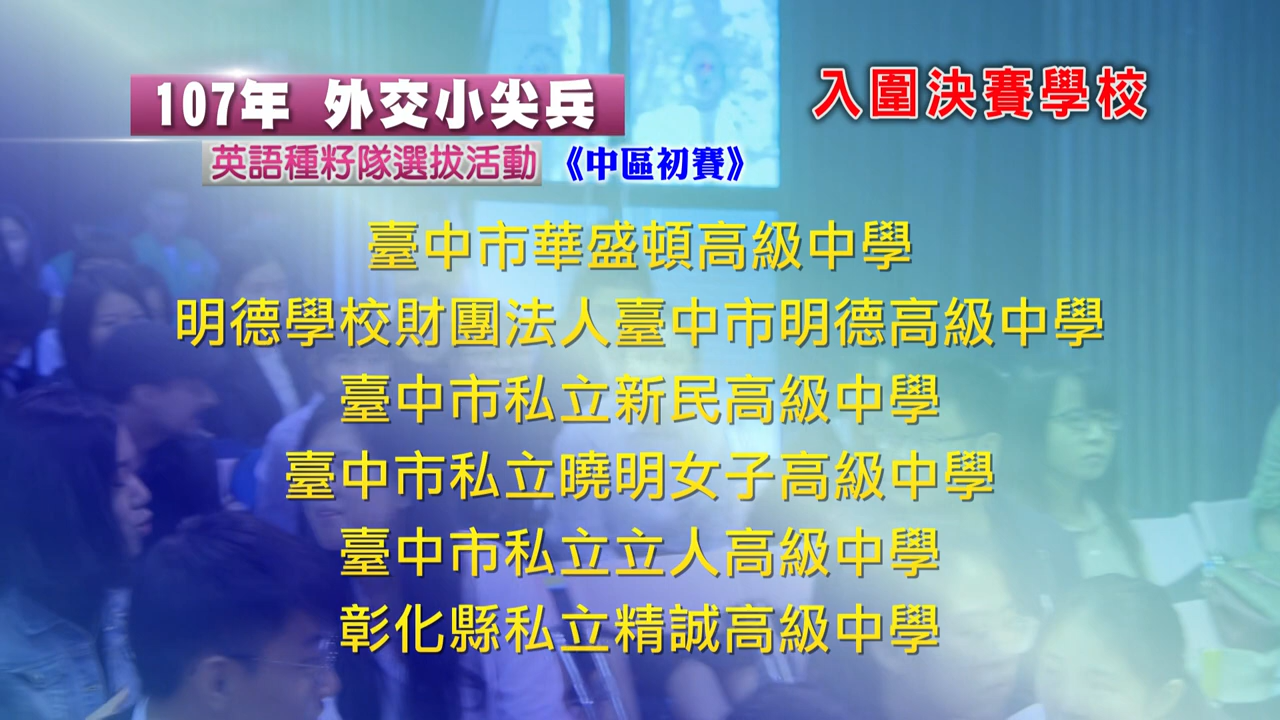 107年 外交小尖兵
入圍決賽學校
英語種籽隊選拔活動《中區初賽》
臺中市華盛頓高級中學
明德學校財團法人臺中市明德高級中學
臺中市私立新民高級中學
臺中市私立曉明女子高級中學
臺中市私立立人高級中學
彰化縣私立精誠高級中學